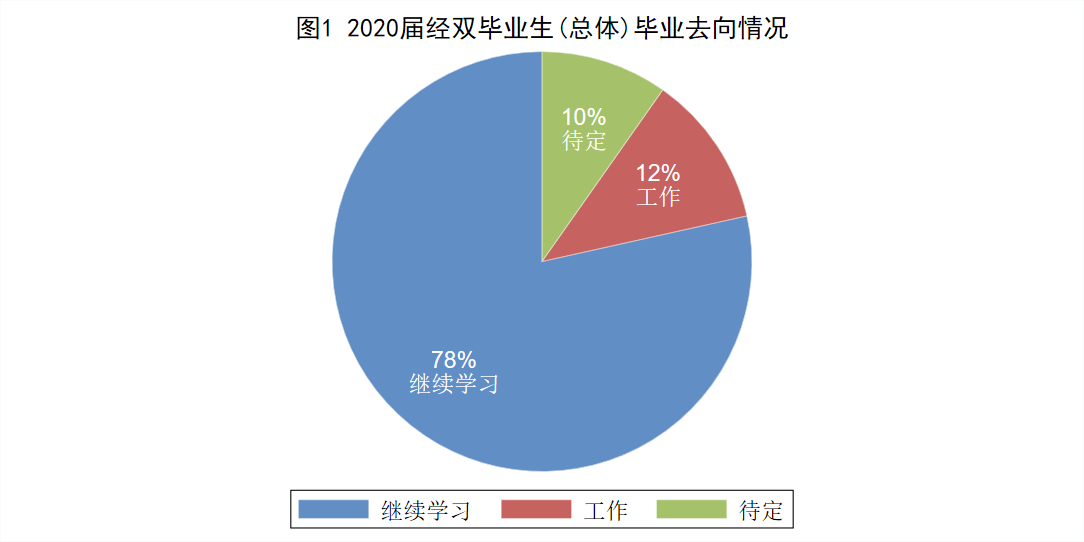 图1 2020届经双毕业生(总体)毕业去向情况
10%
待定
12%
工作
78%
继续学习
继续学习 工作 待定